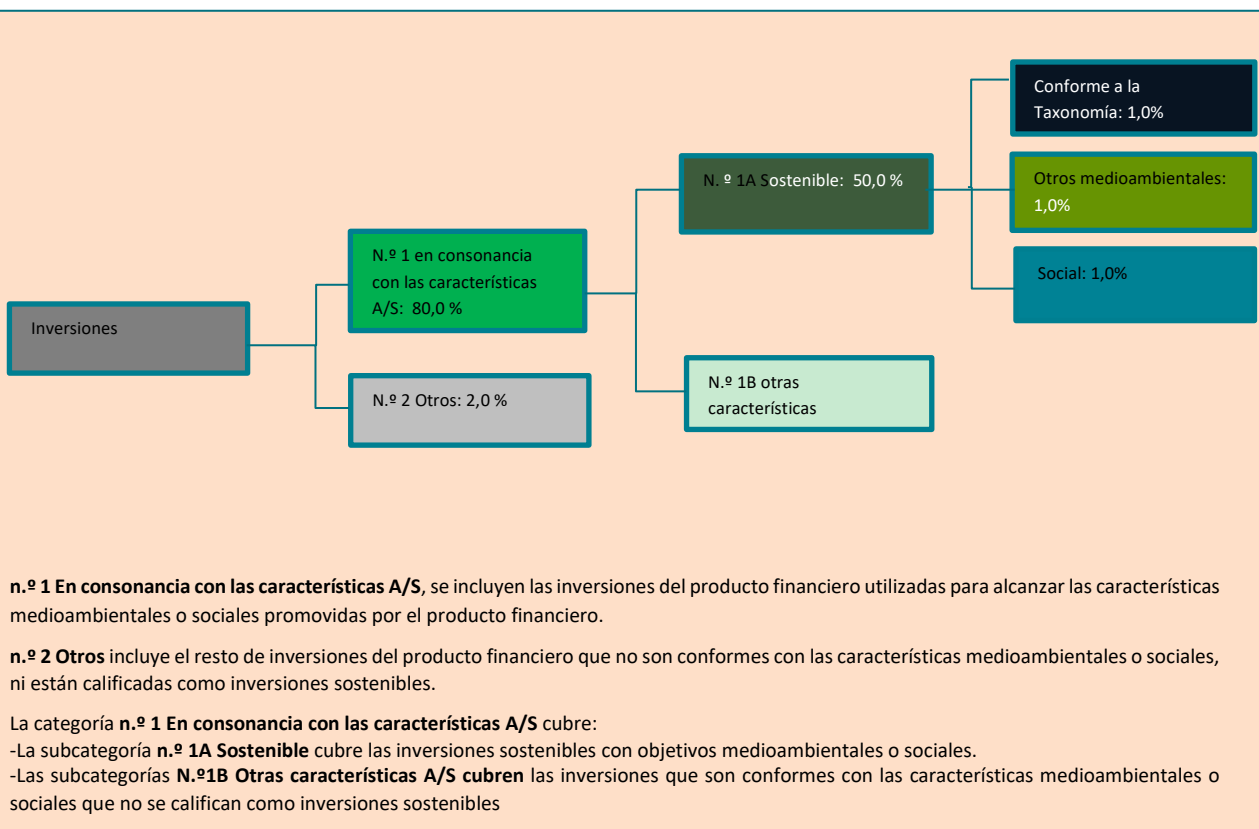 Conforme a la
Taxonomía: 1,0%
N. º 1A Sostenible: 50,0 %
Otros medioambientales:
1,0%
N.º 1 en consonancia
con las características
A/S: 80,0 %
Social: 1,0%
Inversiones
N.º 2 Otros: 2,0 %
N.º 1B otras
características
n.º 1 En consonancia con las características A/S, se incluyen las inversiones del producto financiero utilizadas para alcanzar las características
medioambientales o sociales promovidas por el producto financiero.
n.º 2 Otros incluye el resto de inversiones del producto financiero que no son conformes con las características medioambientales o sociales,
ni están calificadas como inversiones sostenibles.
La categoría n.º 1 En consonancia con las características A/S cubre:
-La subcategoría n.º 1A Sostenible cubre las inversiones sostenibles con objetivos medioambientales o sociales.
-Las subcategorías N.º1B Otras características A/S cubren las inversiones que son conformes con las características medioambientales o
sociales que no se califican como inversiones sostenibles